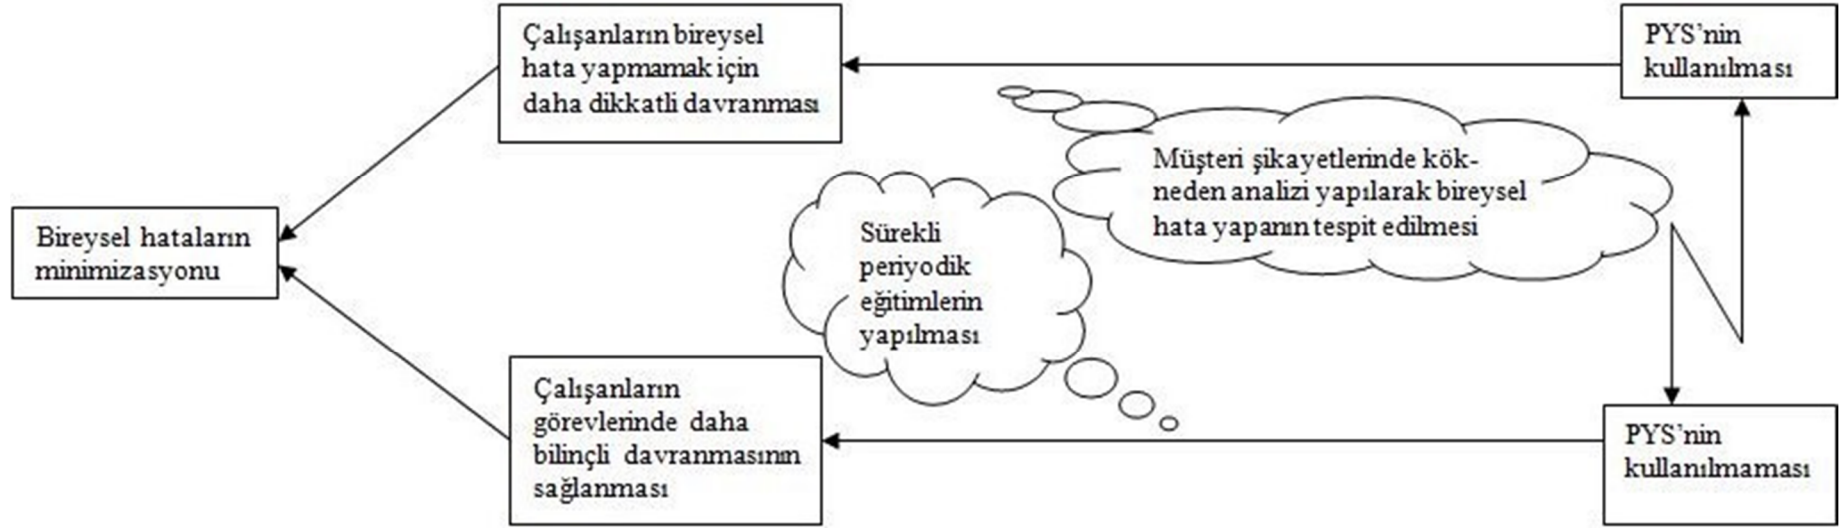 Çalışanların bireysel
hata yapmamak için
daha dikkatli davranması
PYS’nin
kullanılması
Müşteri şikayetlerinde kök-
neden analizi yapılarak bireysel
hata yapanın tespit edilmesi
Sürekli
periyodik
eğitimlerin
yapılması
Bireysel hataların
minimizasyonu
Çalışanların
görevlerinde daha
bilinçli davranmasının
sağlanması
PYS’nin
kullanılmaması